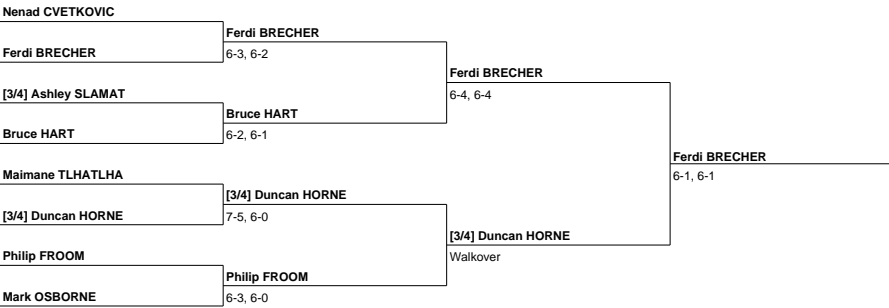 Nenad CVETKOVIC
Ferdi BRECHER
Ferdi BRECHER
6-3, 6-2
Ferdi BRECHER
[3/4] Ashley SLAMAT
6-4, 6-4
Bruce HART
Bruce HART
6-2, 6-1
Ferdi BRECHER
Maimane TLHATLHA
6-1, 6-1
[3/4] Duncan HORNE
[3/4] Duncan HORNE
7-5, 6-0
[3/4] Duncan HORNE
Philip FROOM
Walkover
Philip FROOM
Mark OSBORNE
6-3, 6-0